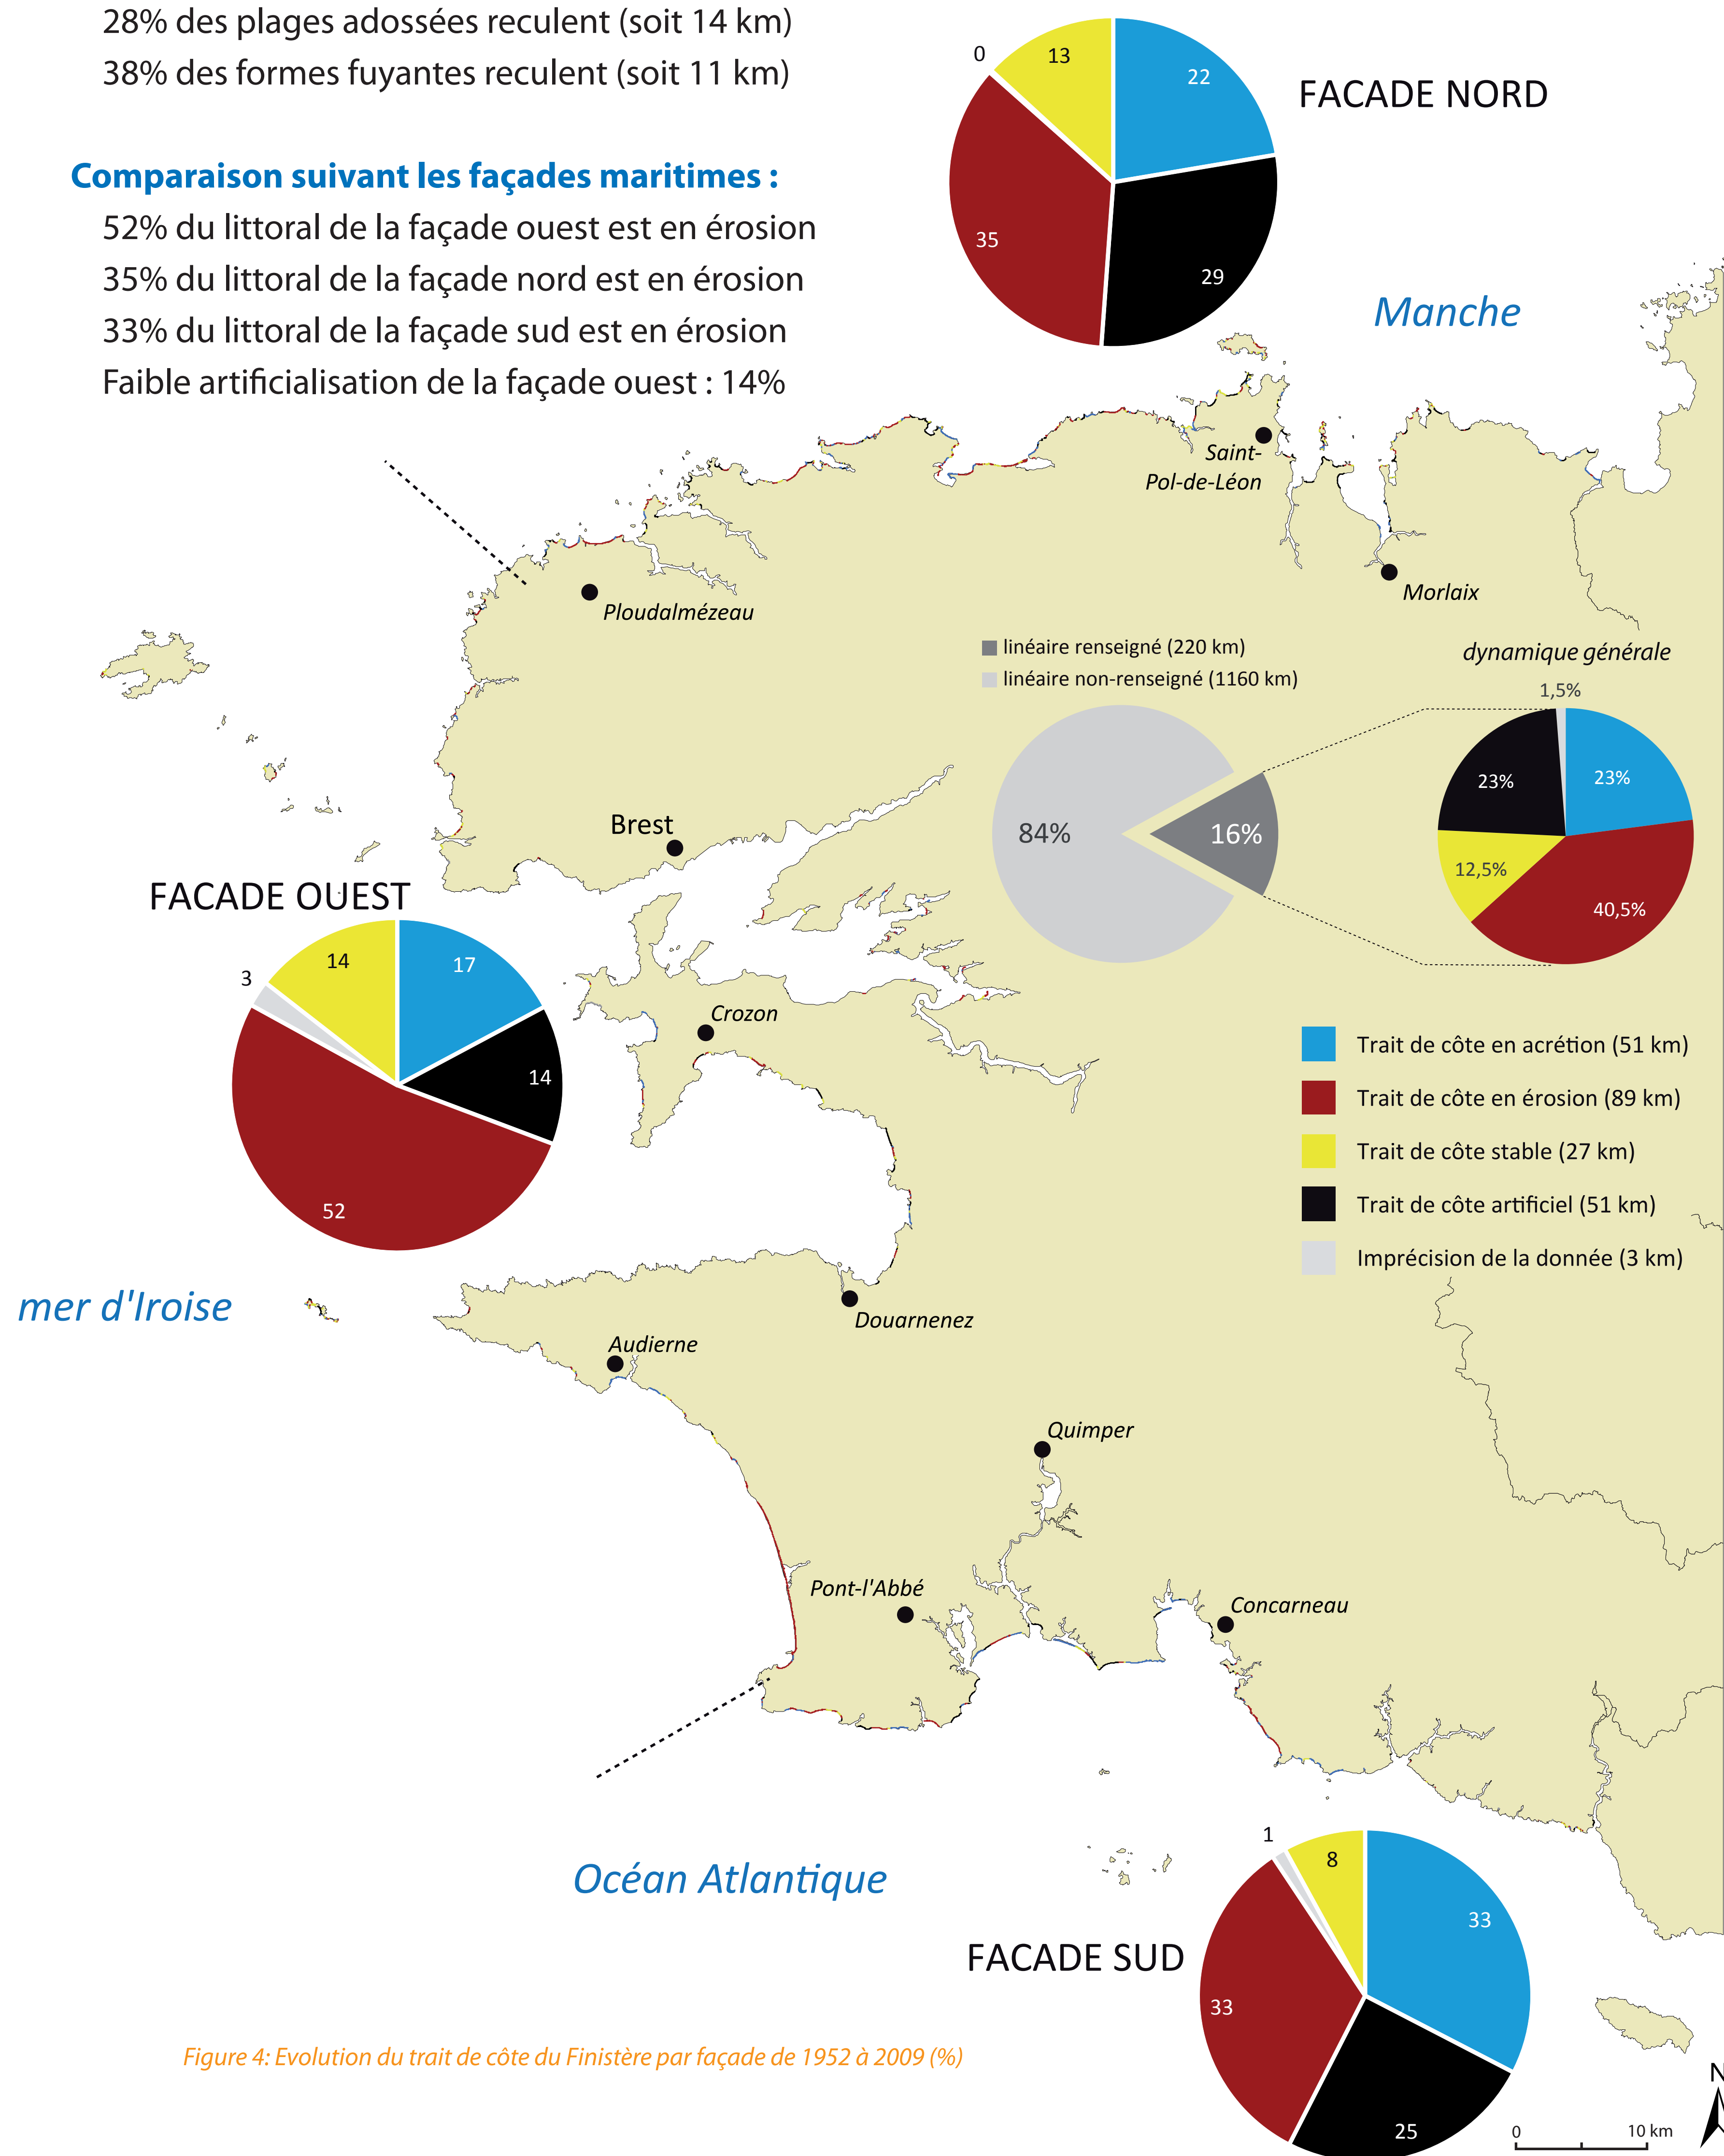 28% des plages adossées reculent (soit 14 km)
38% des formes fuyantes reculent (soit 11 km)
Comparaison suivant les façades maritimes :
52% du littoral de la façade ouest est en érosion
35% du littoral de la façade nord est en érosion
33% du littoral de la façade sud est en érosion
Faible artificialisation de la façade ouest : 14%
FACADE NORD
0
13
22
35
29
Manche
Saint-
Pol-de-Léon
Morlaix
Ploudalmézeau
linéaire renseigné (220 km)
linéaire non-renseigné (1160 km)
84%
16%
dynamique générale
1,5%
23%
23%
12,5%
40,5%
Brest
FACADE OUEST
3
14
17
14
52
Crozon
Trait de côte en acrétion (51 km)
Trait de côte en érosion (89 km)
Trait de côte stable (27 km)
Trait de côte artificiel (51 km)
Imprécision de la donnée (3 km)
mer d'Iroise
Douarnenez
Audierne
Quimper
Pont-l'Abbé
Concarneau
Océan Atlantique
FACADE SUD
1
8
33
33
25
Figure 4: Evolution du trait de côte du Finistère par façade de 1952 à 2009 (%)
N
0
10 km